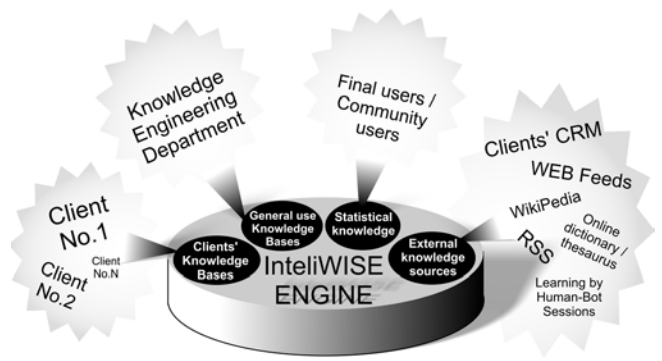 Knowledge
Engineering
Department
Final users /
Community
users
Clients' CRM
WEB Feeds
WikiPedia
Online
dictionary /
thesaurus
RSS
Learning by
Human-Bot
Sessions
Client
No.1
Client
No.N
Client
No.2
Clients'
Knowledge
Bases
General use
Knowledge
Bases
Statistical
knowledge
External
knowledge
sources
InteliWISE
ENGINE